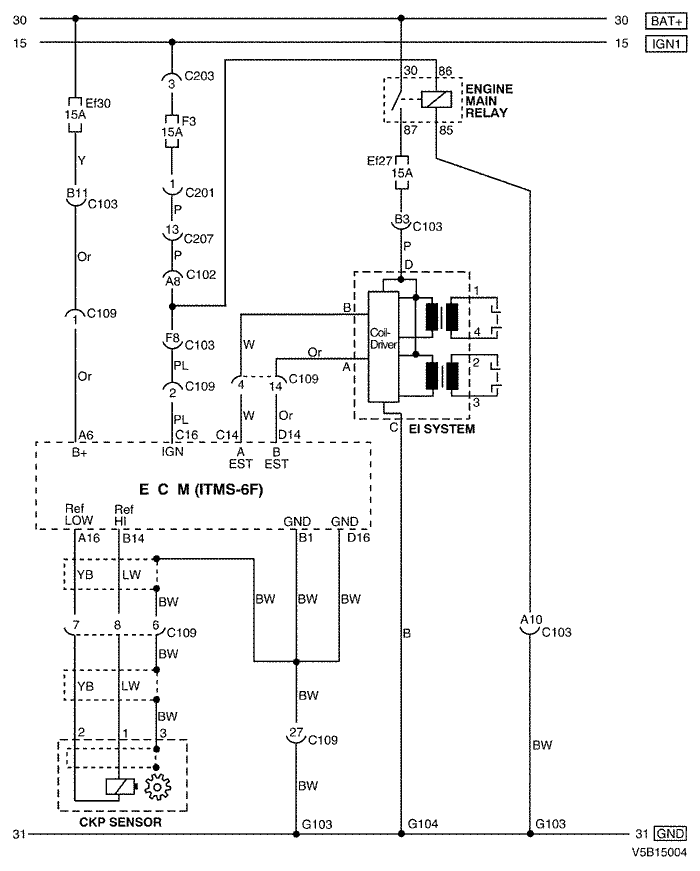 30 30 BAT+
15 15 IGN1
C203
3
30 86
ENGINE
MAIN
RELAY
Ef30
15A
F3
15A
87 85
Y
Ef27
15A
B11
C103
1
C201
P
B3
C103
13
C207
P
P
Or
D
A8
C102
1
B
C109
1
Coil-
Driver
F8
C103
W
4
Or
A
2
PL
4
14
C109
Or
2
C109
3
W
Or
PL
C
EI SYSTEM
A6
C16
C14
D14
B+
IGN
A
EST
B
EST
E C M (ITMS-6F)
Ref
LOW
Ref
HI
GND
GND
A16
B14
B1
D16
YB
LW
BW
BW
BW
BW
7
8
6
C109
A10
C103
B
BW
YB
LW
BW
BW
2
1
3
27
C109
BW
BW
CKP SENSOR
G103
G104
G103
31 31 GND
V5B15004